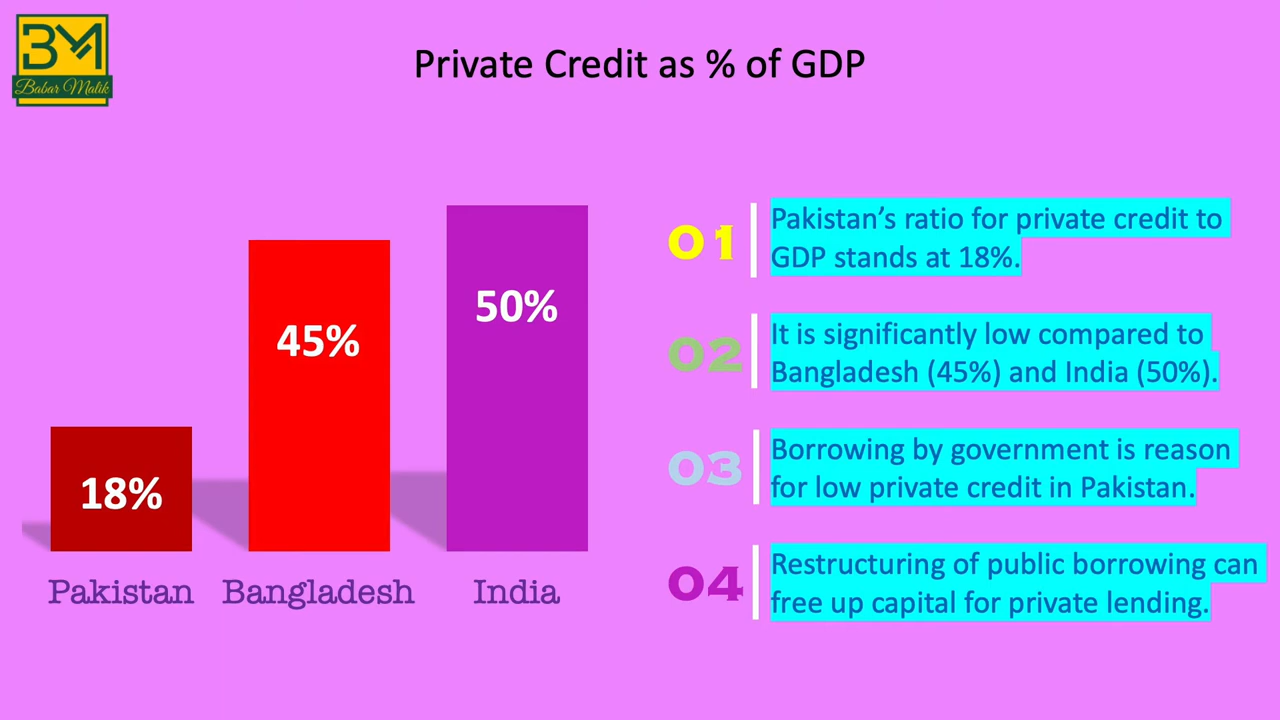 BM
Babar Malik
Private Credit as % of GDP
18%
45%
50%
Pakistan
Bangladesh
India
01
Pakistan’s ratio for private credit to
GDP stands at 18%.
02
It is significantly low compared to
Bangladesh (45%) and India (50%).
03
Borrowing by government is reason
for low private credit in Pakistan.
04
Restructuring of public borrowing can
free up capital for private lending.